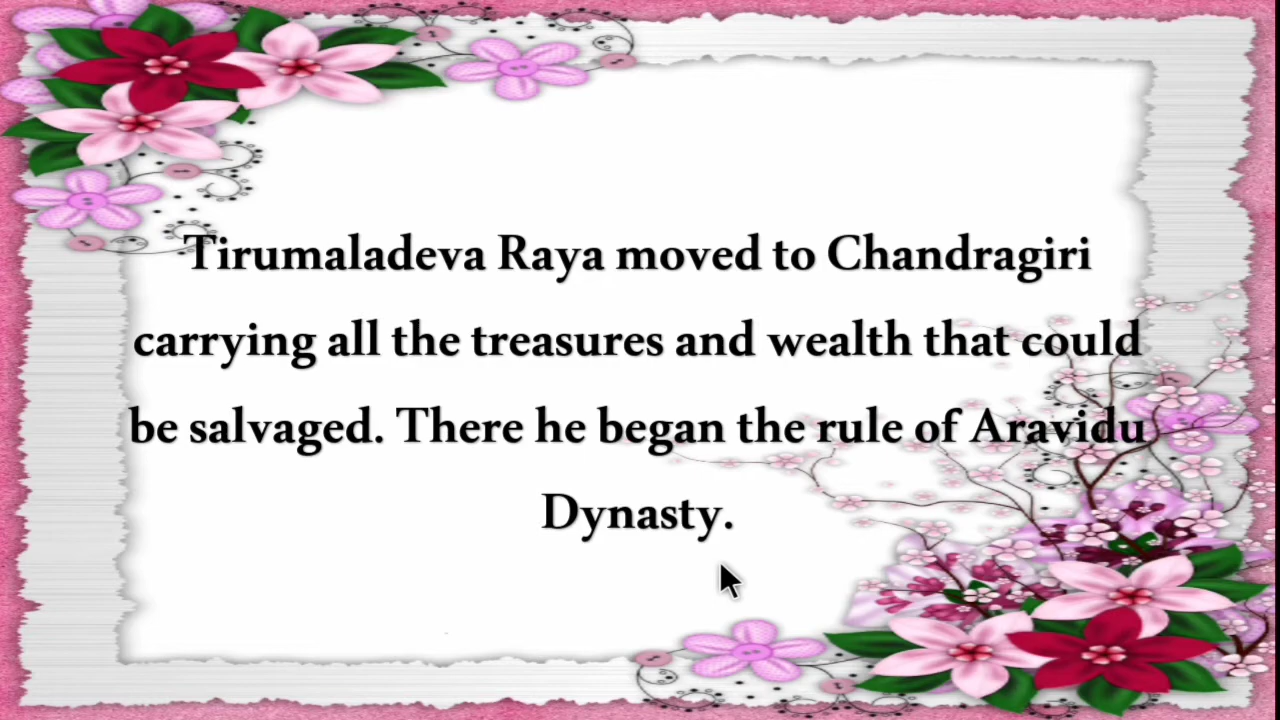 Tirumaladeva Raya moved to Chandragiri
carrying all the treasures and wealth that could
be salvaged. There he began the rule of Aravidu
Dynasty.